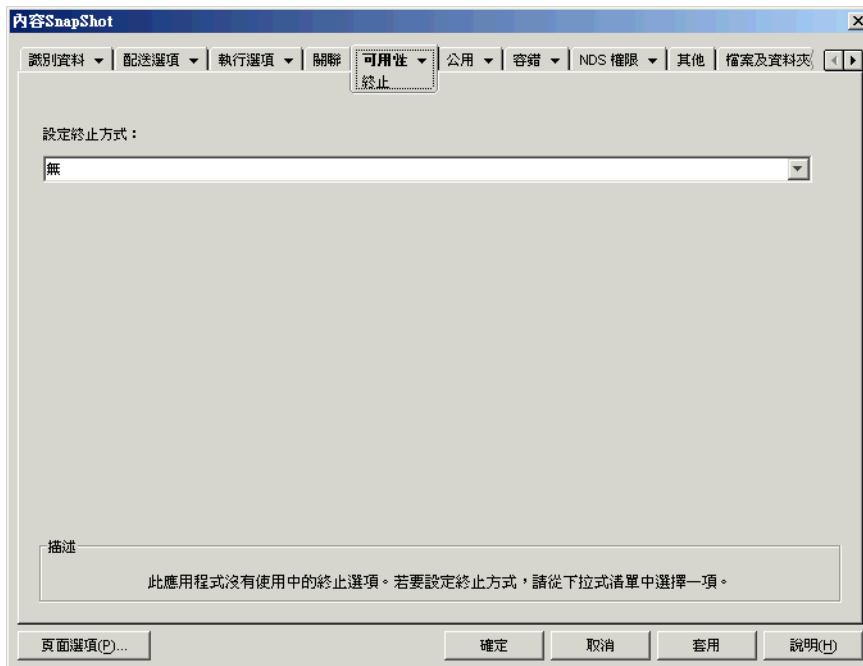 內容SnapShot
識別資料 配送選項 執行選項 關聯 可用性 公用 容錯 NDS 權限 其他 檔案及資料夾
終止
設定終止方式：
無
描述
此應用程式沒有使用中的終止選項。若要設定終止方式，請從下拉式清單中選擇一項。
頁面選項(P)... 確定 取消 套用 說明(H)